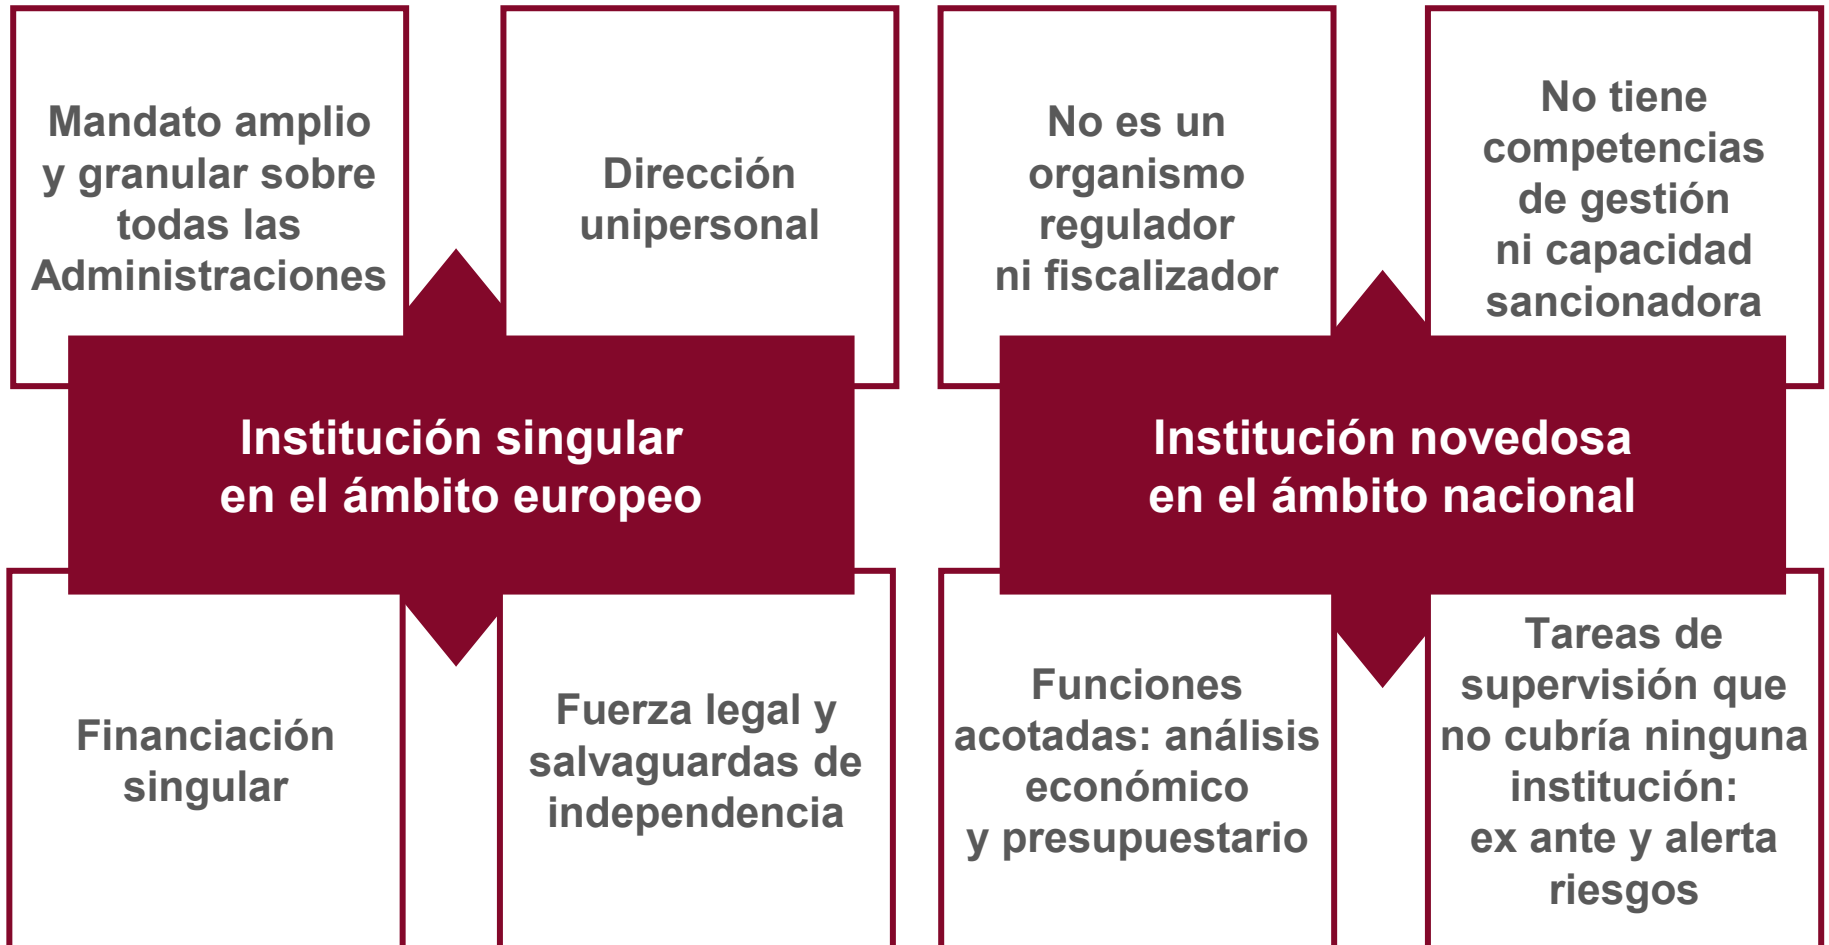 Mandato amplio
y granular sobre
todas las
Administraciones
Dirección
unipersonal
Institución singular
en el ámbito europeo
Financiación
singular
Fuerza legal y
salvaguardas de
independencia
No es un
organismo
regulador
ni fiscalizador
No tiene
competencias
de gestión
ni capacidad
sancionadora
Institución novedosa
en el ámbito nacional
Funciones
acotadas: análisis
económico
y presupuestario
Tareas de
supervisión que
no cubría ninguna
institución:
ex ante y alerta
riesgos